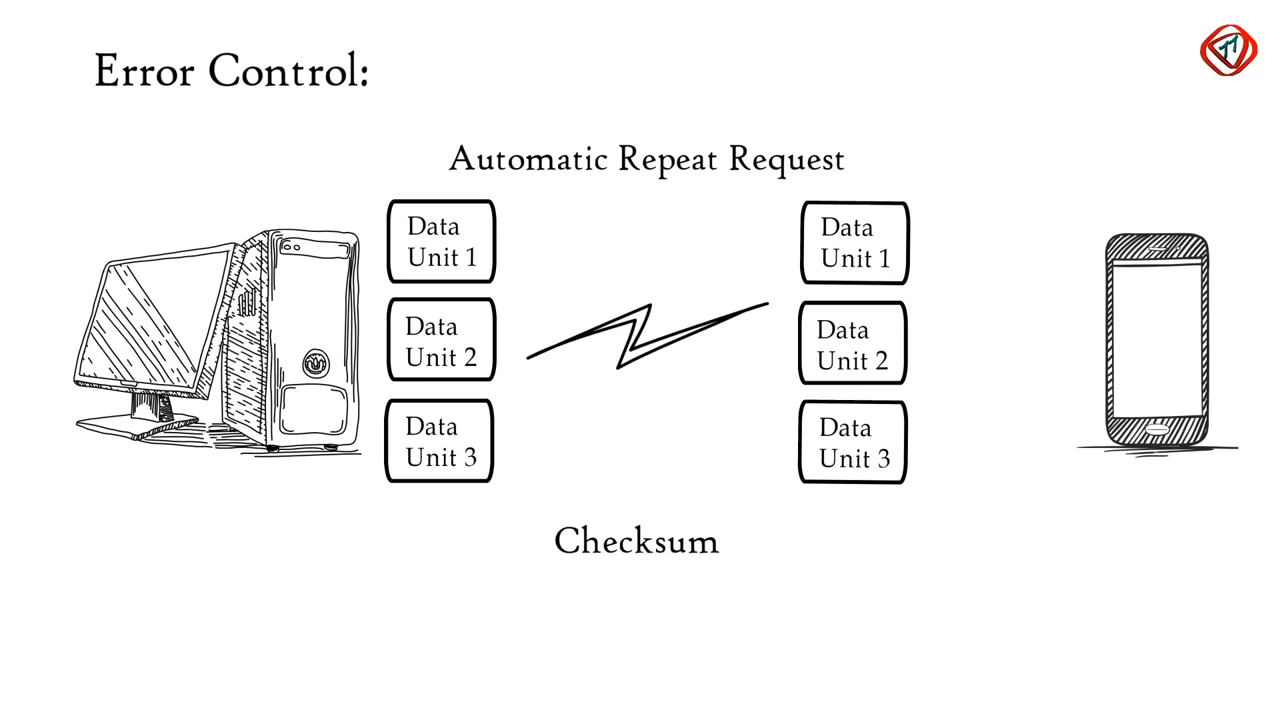 Error Control:
Automatic Repeat Request
Data
Unit 1
Data
Unit 2
Data
Unit 3
Data
Unit 1
Data
Unit 2
Data
Unit 3
Checksum